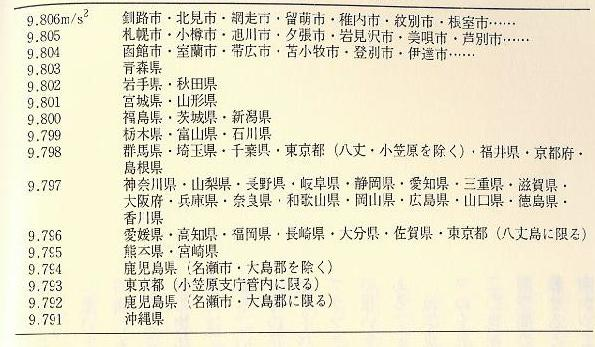 9.806m/s² 釧路市・北見市・網走市・留萌市・稚内市・紋別市・根室市……
9.805 札幌市・小樽市・旭川市・夕張市・岩見沢市・美唄市・芦別市……
9.804 函館市・室蘭市・帯広市・苫小牧市・登別市・伊達市……
9.803 青森県
9.802 岩手県・秋田県
9.801 宮城県・山形県
9.800 福島県・茨城県・新潟県
9.799 栃木県・富山県・石川県
9.798 群馬県・埼玉県・千葉県・東京都（八丈・小笠原を除く）・福井県・京都府・
島根県
9.797 神奈川県・山梨県・長野県・岐阜県・静岡県・愛知県・三重県・滋賀県・
大阪府・兵庫県・奈良県・和歌山県・岡山県・広島県・山口県・徳島県・
香川県
9.796 愛媛県・高知県・福岡県・長崎県・大分県・佐賀県・東京都（八丈島に限る）
9.795 熊本県・宮崎県
9.794 鹿児島県（名瀬市・大島郡を除く）
9.793 東京都（小笠原支庁管内に限る）
9.792 鹿児島県（名瀬市・大島郡に限る）
9.791 沖縄県